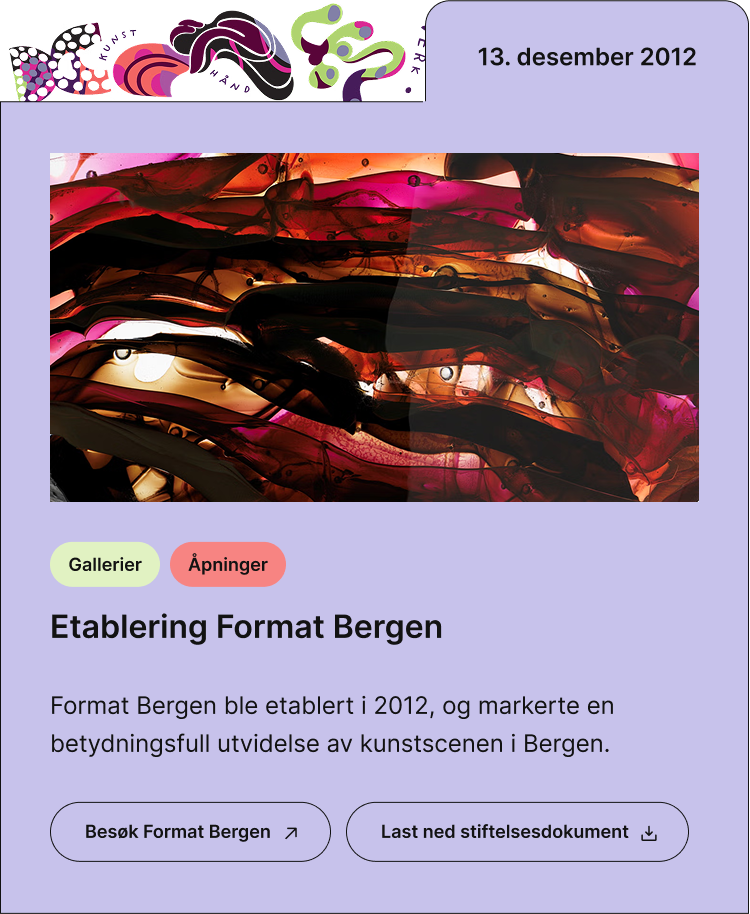 KUNST
HÅND
VERK.
13. desember 2012
Gallerier
Åpninger
Etablering Format Bergen
Format Bergen ble etablert i 2012, og markerte en
betydningsfull utvidelse av kunstscenen i Bergen.
Besøk Format Bergen
Last ned stiftelsesdokument